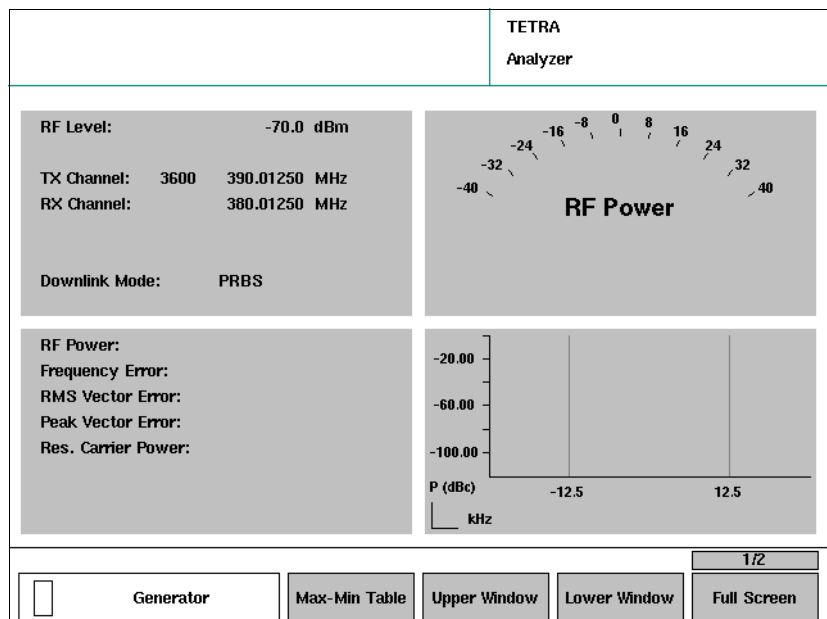 TETRA
Analyzer
RF Level: -70.0 dBm
TX Channel: 3600 390.01250 MHz
RX Channel: 380.01250 MHz
Downlink Mode: PRBS
-40 -32 -24 -16 -8 0 8 16 24 32 40
RF Power
RF Power:
Frequency Error:
RMS Vector Error:
Peak Vector Error:
Res. Carrier Power:
-20.00
-60.00
-100.00
P (dBc)
-12.5 12.5
kHz
1/2
Generator Max-Min Table Upper Window Lower Window Full Screen